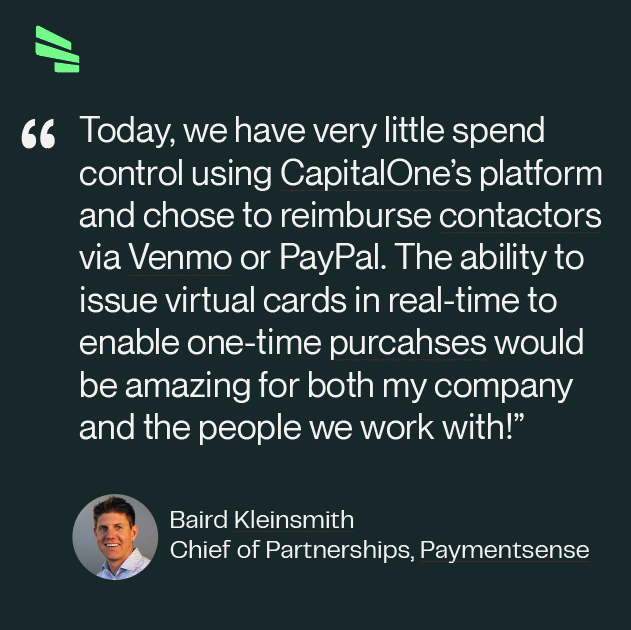 “ Today, we have very little spend
control using CapitalOne’s platform
and chose to reimburse contactors
via Venmo or PayPal. The ability to
issue virtual cards in real-time to
enable one-time purcahses would
be amazing for both my company
and the people we work with!”
Baird Kleinsmith
Chief of Partnerships, Paymentsense